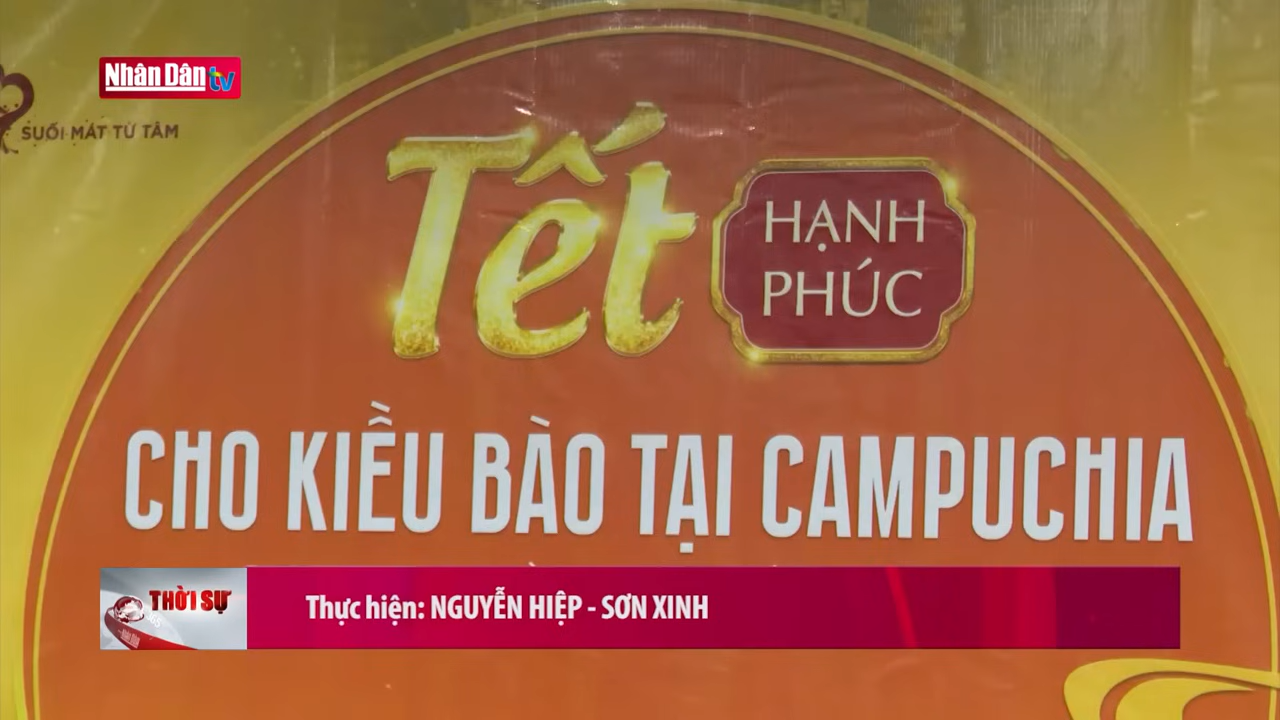 Nhân Dân tv
SUỐI MÁT TỪ TÂM
Tết
HẠNH
PHÚC
CHO KIỀU BÀO TẠI CAMPUCHIA
THỜI SỰ
Thực hiện: NGUYỄN HIỆP - SƠN XINH